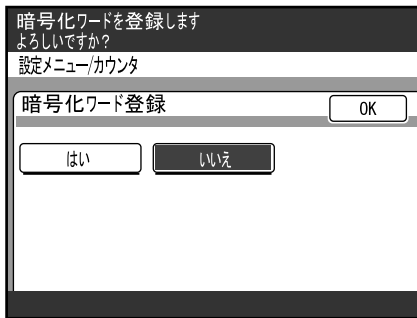 暗号化ワードを登録します
よろしいですか?
設定メニュー/カウンタ
暗号化ワード登録
OK
はい
いいえ